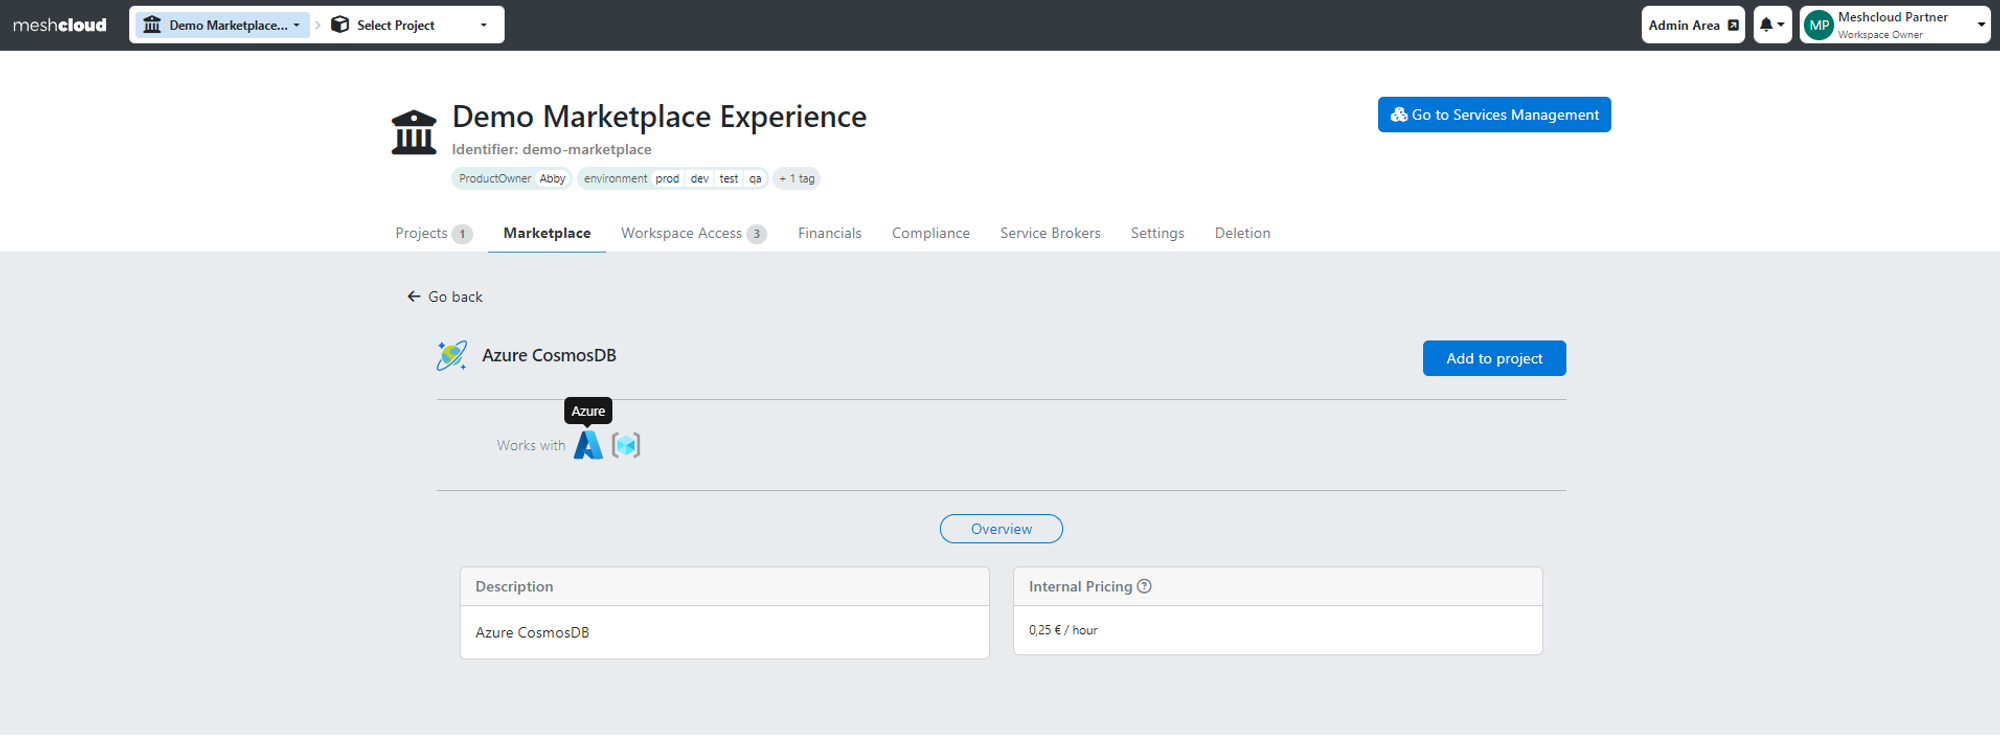 meshcloud
Demo Marketplace...
Select Project
Admin Area
MP
Meshcloud Partner
Workspace Owner
Demo Marketplace Experience
Go to Services Management
Identifier: demo-marketplace
ProductOwner Abby environment prod dev test qa + 1 tag
Projects 1 Marketplace Workspace Access 3 Financials Compliance Service Brokers Settings Deletion
Go back
Azure CosmosDB
Add to project
Azure
Works with
Overview
Description
Azure CosmosDB
Internal Pricing ?
0,25 € / hour